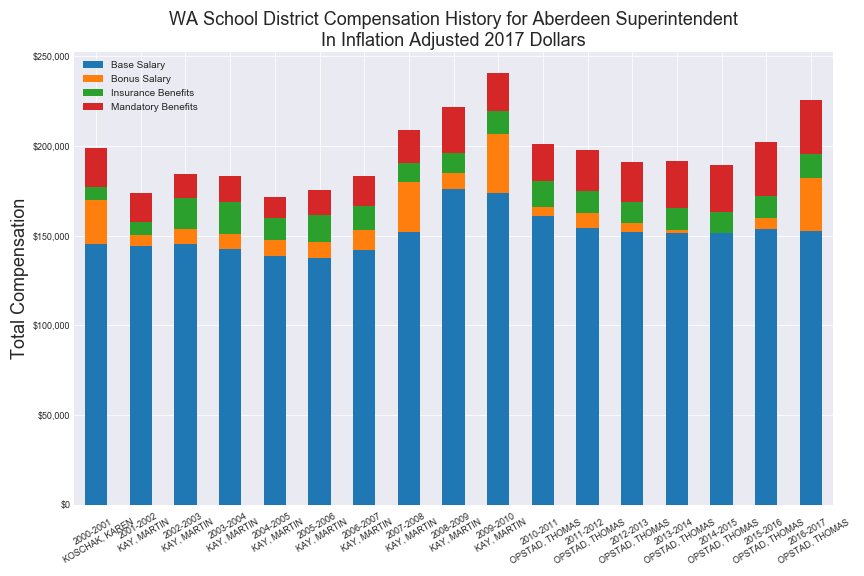 WA School District Compensation History for Aberdeen Superintendent
In Inflation Adjusted 2017 Dollars
Base Salary
Bonus Salary
Insurance Benefits
Mandatory Benefits
Total Compensation
$250,000
$200,000
$150,000
$100,000
$50,000
$0
2000-2001
KOSCHAK, KAREN
2001-2002
KAY, MARTIN
2002-2003
KAY, MARTIN
2003-2004
KAY, MARTIN
2004-2005
KAY, MARTIN
2005-2006
KAY, MARTIN
2006-2007
KAY, MARTIN
2007-2008
KAY, MARTIN
2008-2009
KAY, MARTIN
2009-2010
KAY, MARTIN
2010-2011
OPSTAD, THOMAS
2011-2012
OPSTAD, THOMAS
2012-2013
OPSTAD, THOMAS
2013-2014
OPSTAD, THOMAS
2014-2015
OPSTAD, THOMAS
2015-2016
OPSTAD, THOMAS
2016-2017
OPSTAD, THOMAS